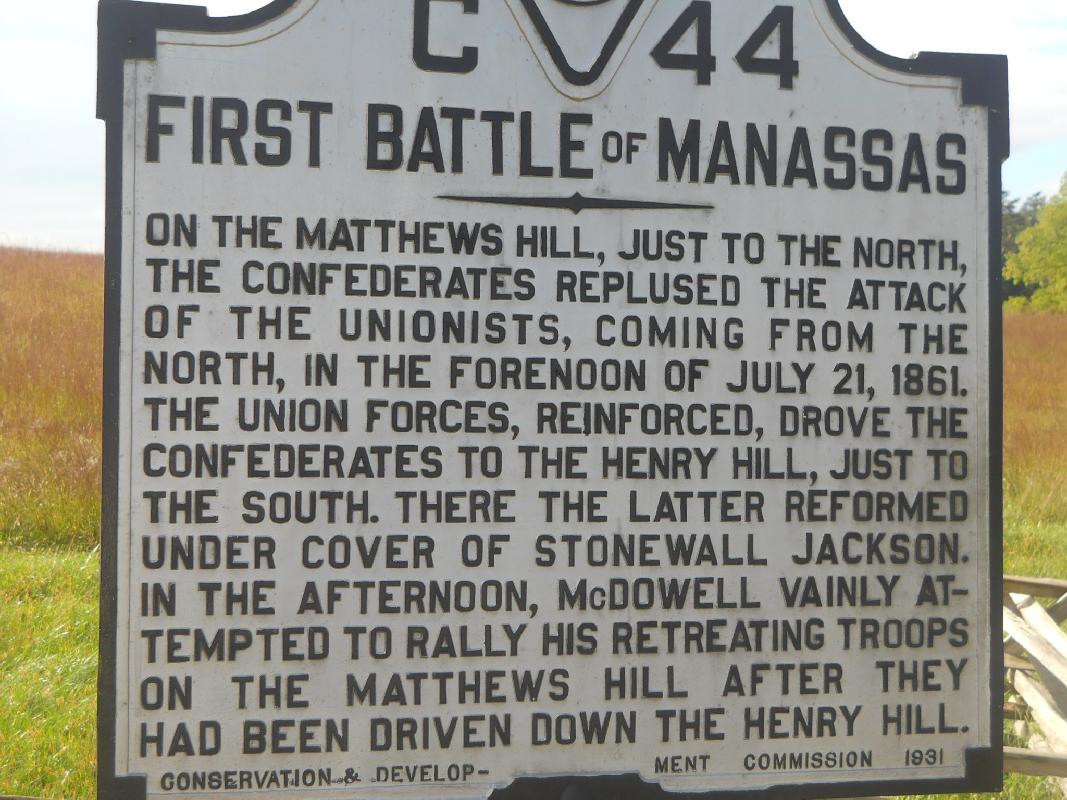 C 44
FIRST BATTLE OF MANASSAS
ON THE MATTHEWS HILL, JUST TO THE NORTH,
THE CONFEDERATES REPLUSED THE ATTACK
OF THE UNIONISTS, COMING FROM THE
NORTH, IN THE FORENOON OF JULY 21, 1861.
THE UNION FORCES, REINFORCED, DROVE THE
CONFEDERATES TO THE HENRY HILL, JUST TO
THE SOUTH. THERE THE LATTER REFORMED
UNDER COVER OF STONEWALL JACKSON.
IN THE AFTERNOON, McDOWELL VAINLY AT-
TEMPTED TO RALLY HIS RETREATING TROOPS
ON THE MATTHEWS HILL AFTER THEY
HAD BEEN DRIVEN DOWN THE HENRY HILL.
CONSERVATION & DEVELOP- MENT COMMISSION 1931